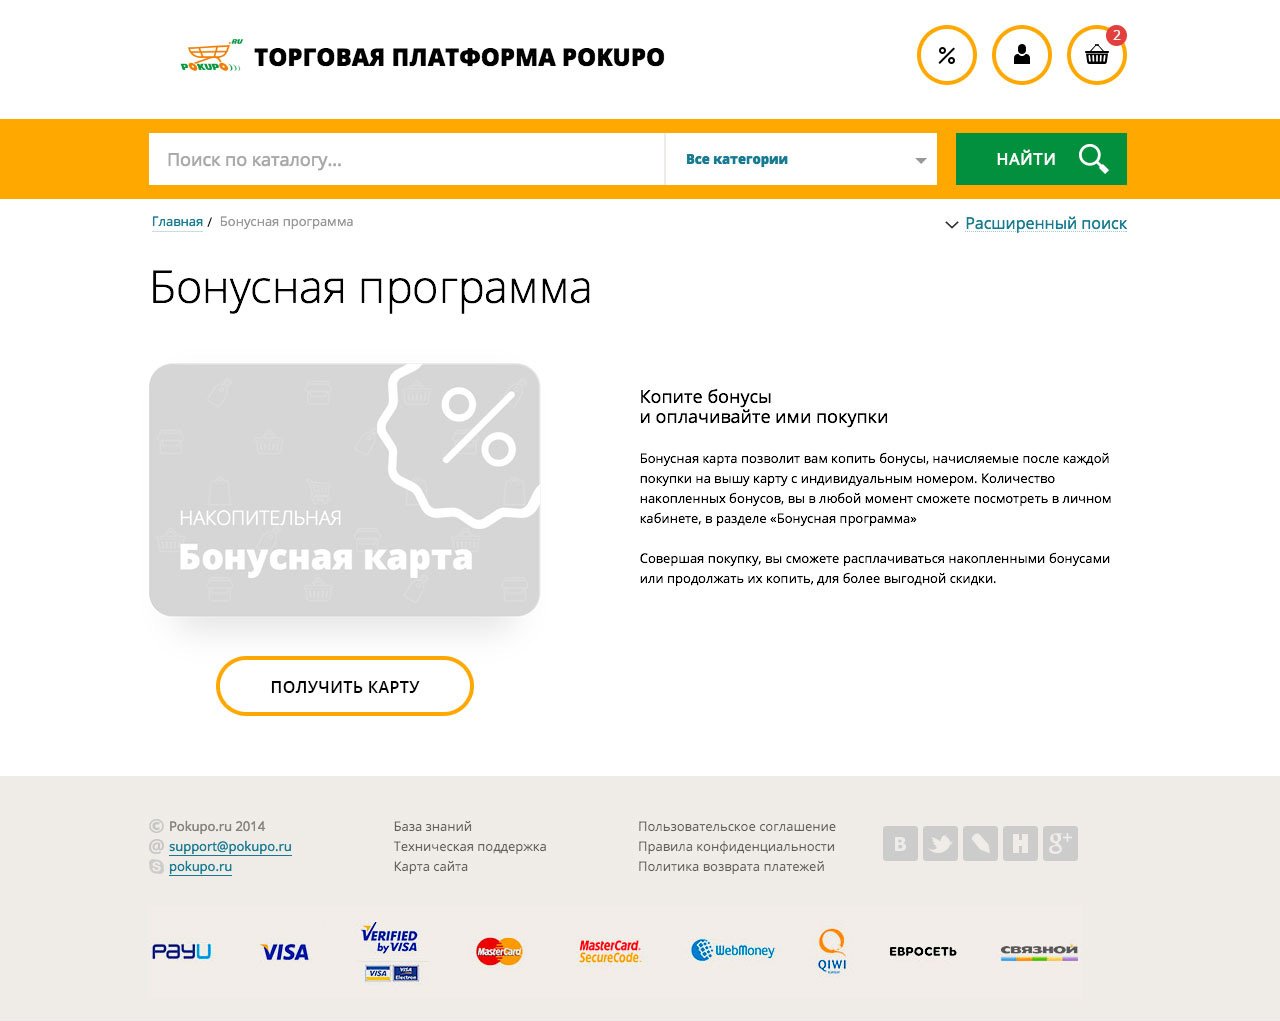 .RU
POKUPO
ТОРГОВАЯ ПЛАТФОРМА POKUPO
2
Поиск по каталогу...
Все категории
НАЙТИ
Главная / Бонусная программа
Расширенный поиск
Бонусная программа
НАКОПИТЕЛЬНАЯ
Бонусная карта
ПОЛУЧИТЬ КАРТУ
Копите бонусы
и оплачивайте ими покупки
Бонусная карта позволит вам копить бонусы, начисляемые после каждой
покупки на вышу карту с индивидуальным номером. Количество
накопленных бонусов, вы в любой момент сможете посмотреть в личном
кабинете, в разделе «Бонусная программа»
Совершая покупку, вы сможете расплачиваться накопленными бонусами
или продолжать их копить, для более выгодной скидки.
© Pokupo.ru 2014
@ support@pokupo.ru
pokupo.ru
База знаний
Техническая поддержка
Карта сайта
Пользовательское соглашение
Правила конфиденциальности
Политика возврата платежей
B
g+
PAYU
VISA
VERIFIED
by VISA
VISA
VISA
Electron
MasterCard
MasterCard.
SecureCode.
WebMoney
QIWI
ЕВРОСЕТЬ
СВЯЗНОЙ